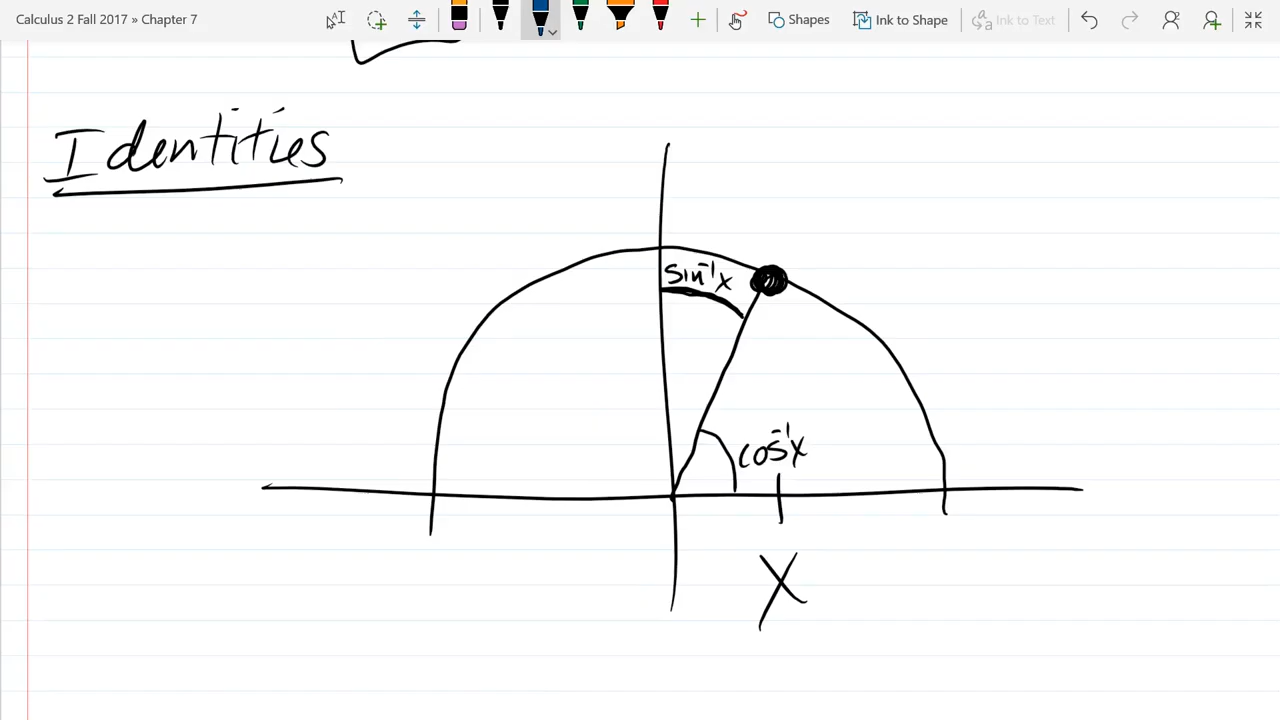 Calculus 2 Fall 2017 » Chapter 7
Shapes
Ink to Shape
Ink to Text
Identities
sin⁻¹x
cos⁻¹x
X